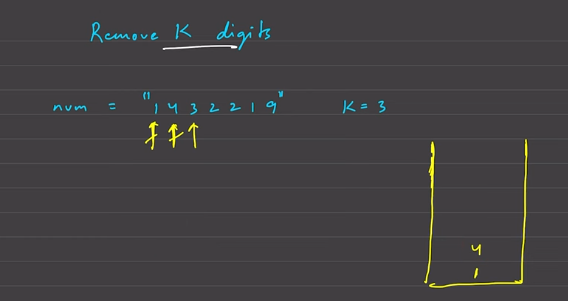 Remove K digits
num = "1432219" K = 3
4
1